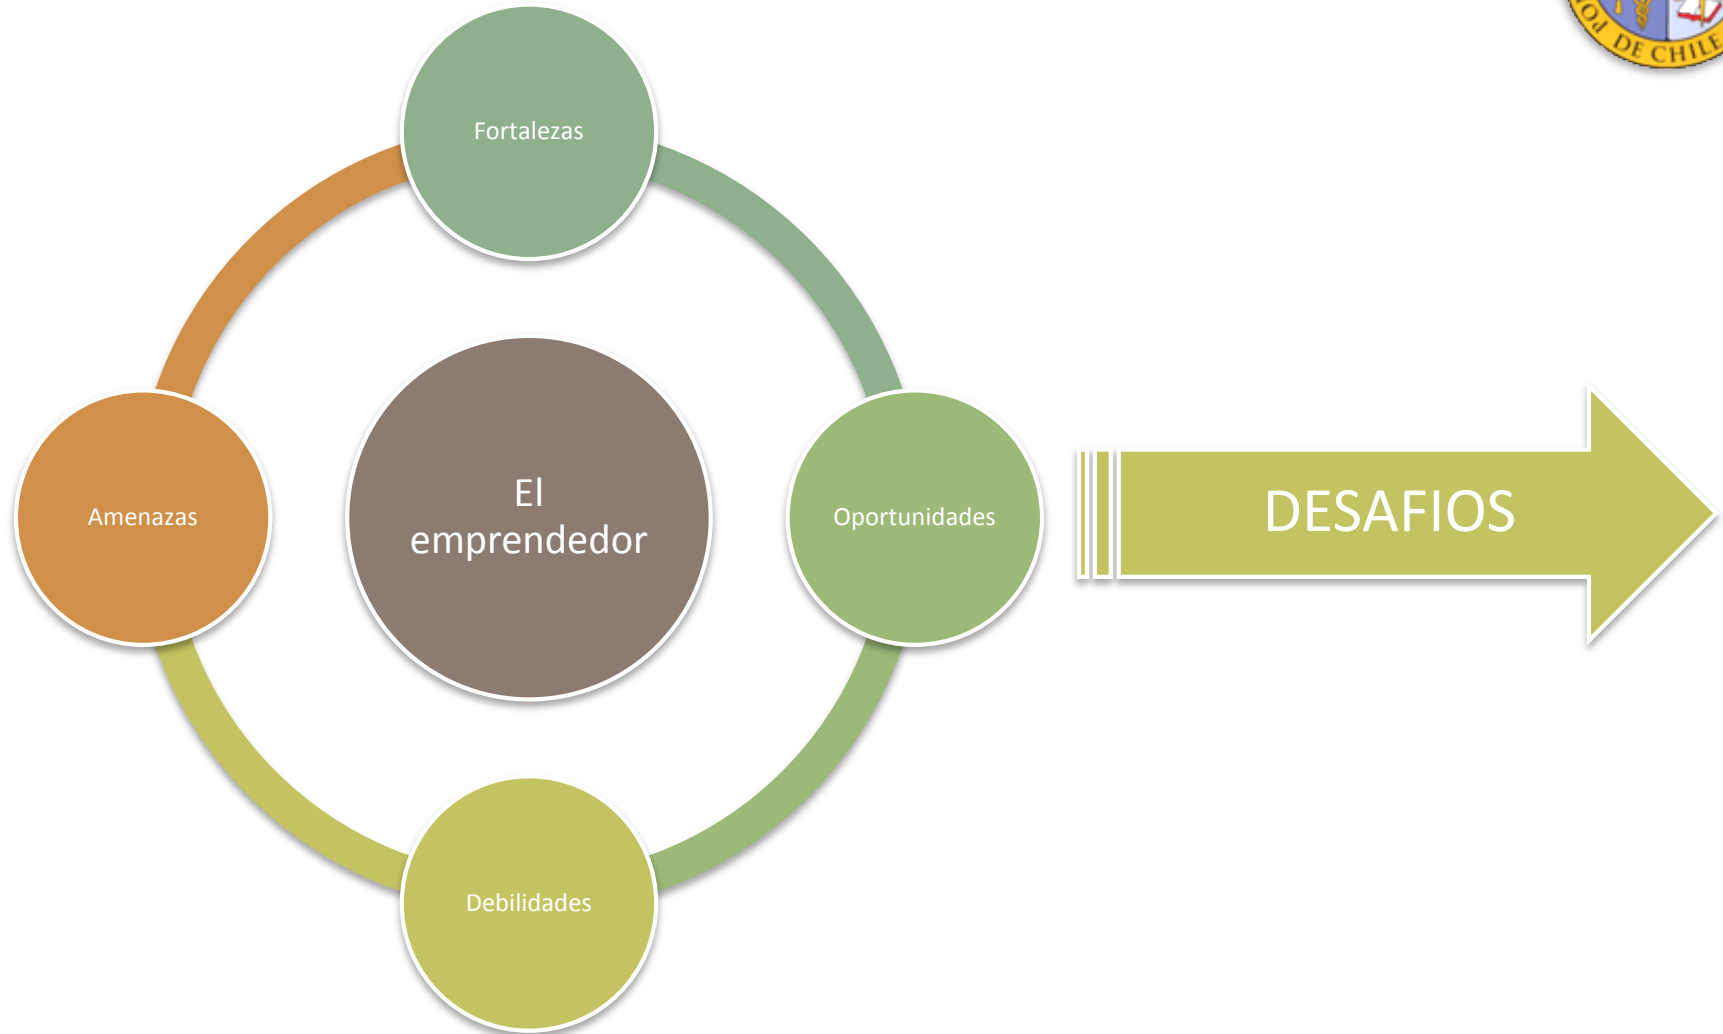 DE CHILE
Fortalezas
Amenazas
El
emprendedor
Oportunidades
DESAFIOS
Debilidades